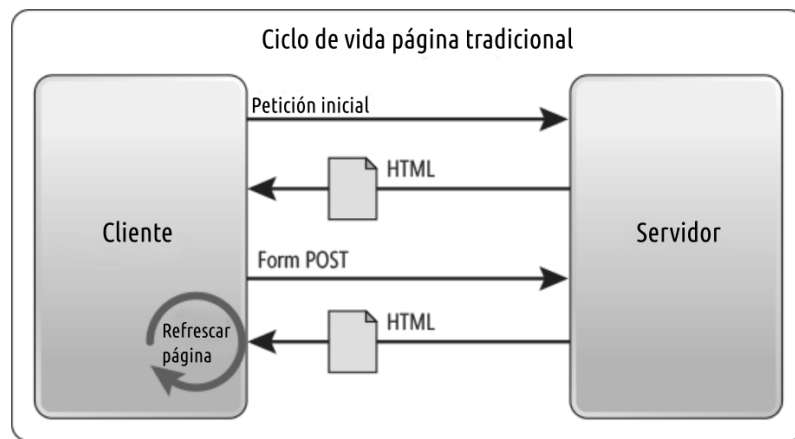 Ciclo de vida página tradicional
Petición inicial
HTML
Cliente
Servidor
Form POST
HTML
Refrescar
página